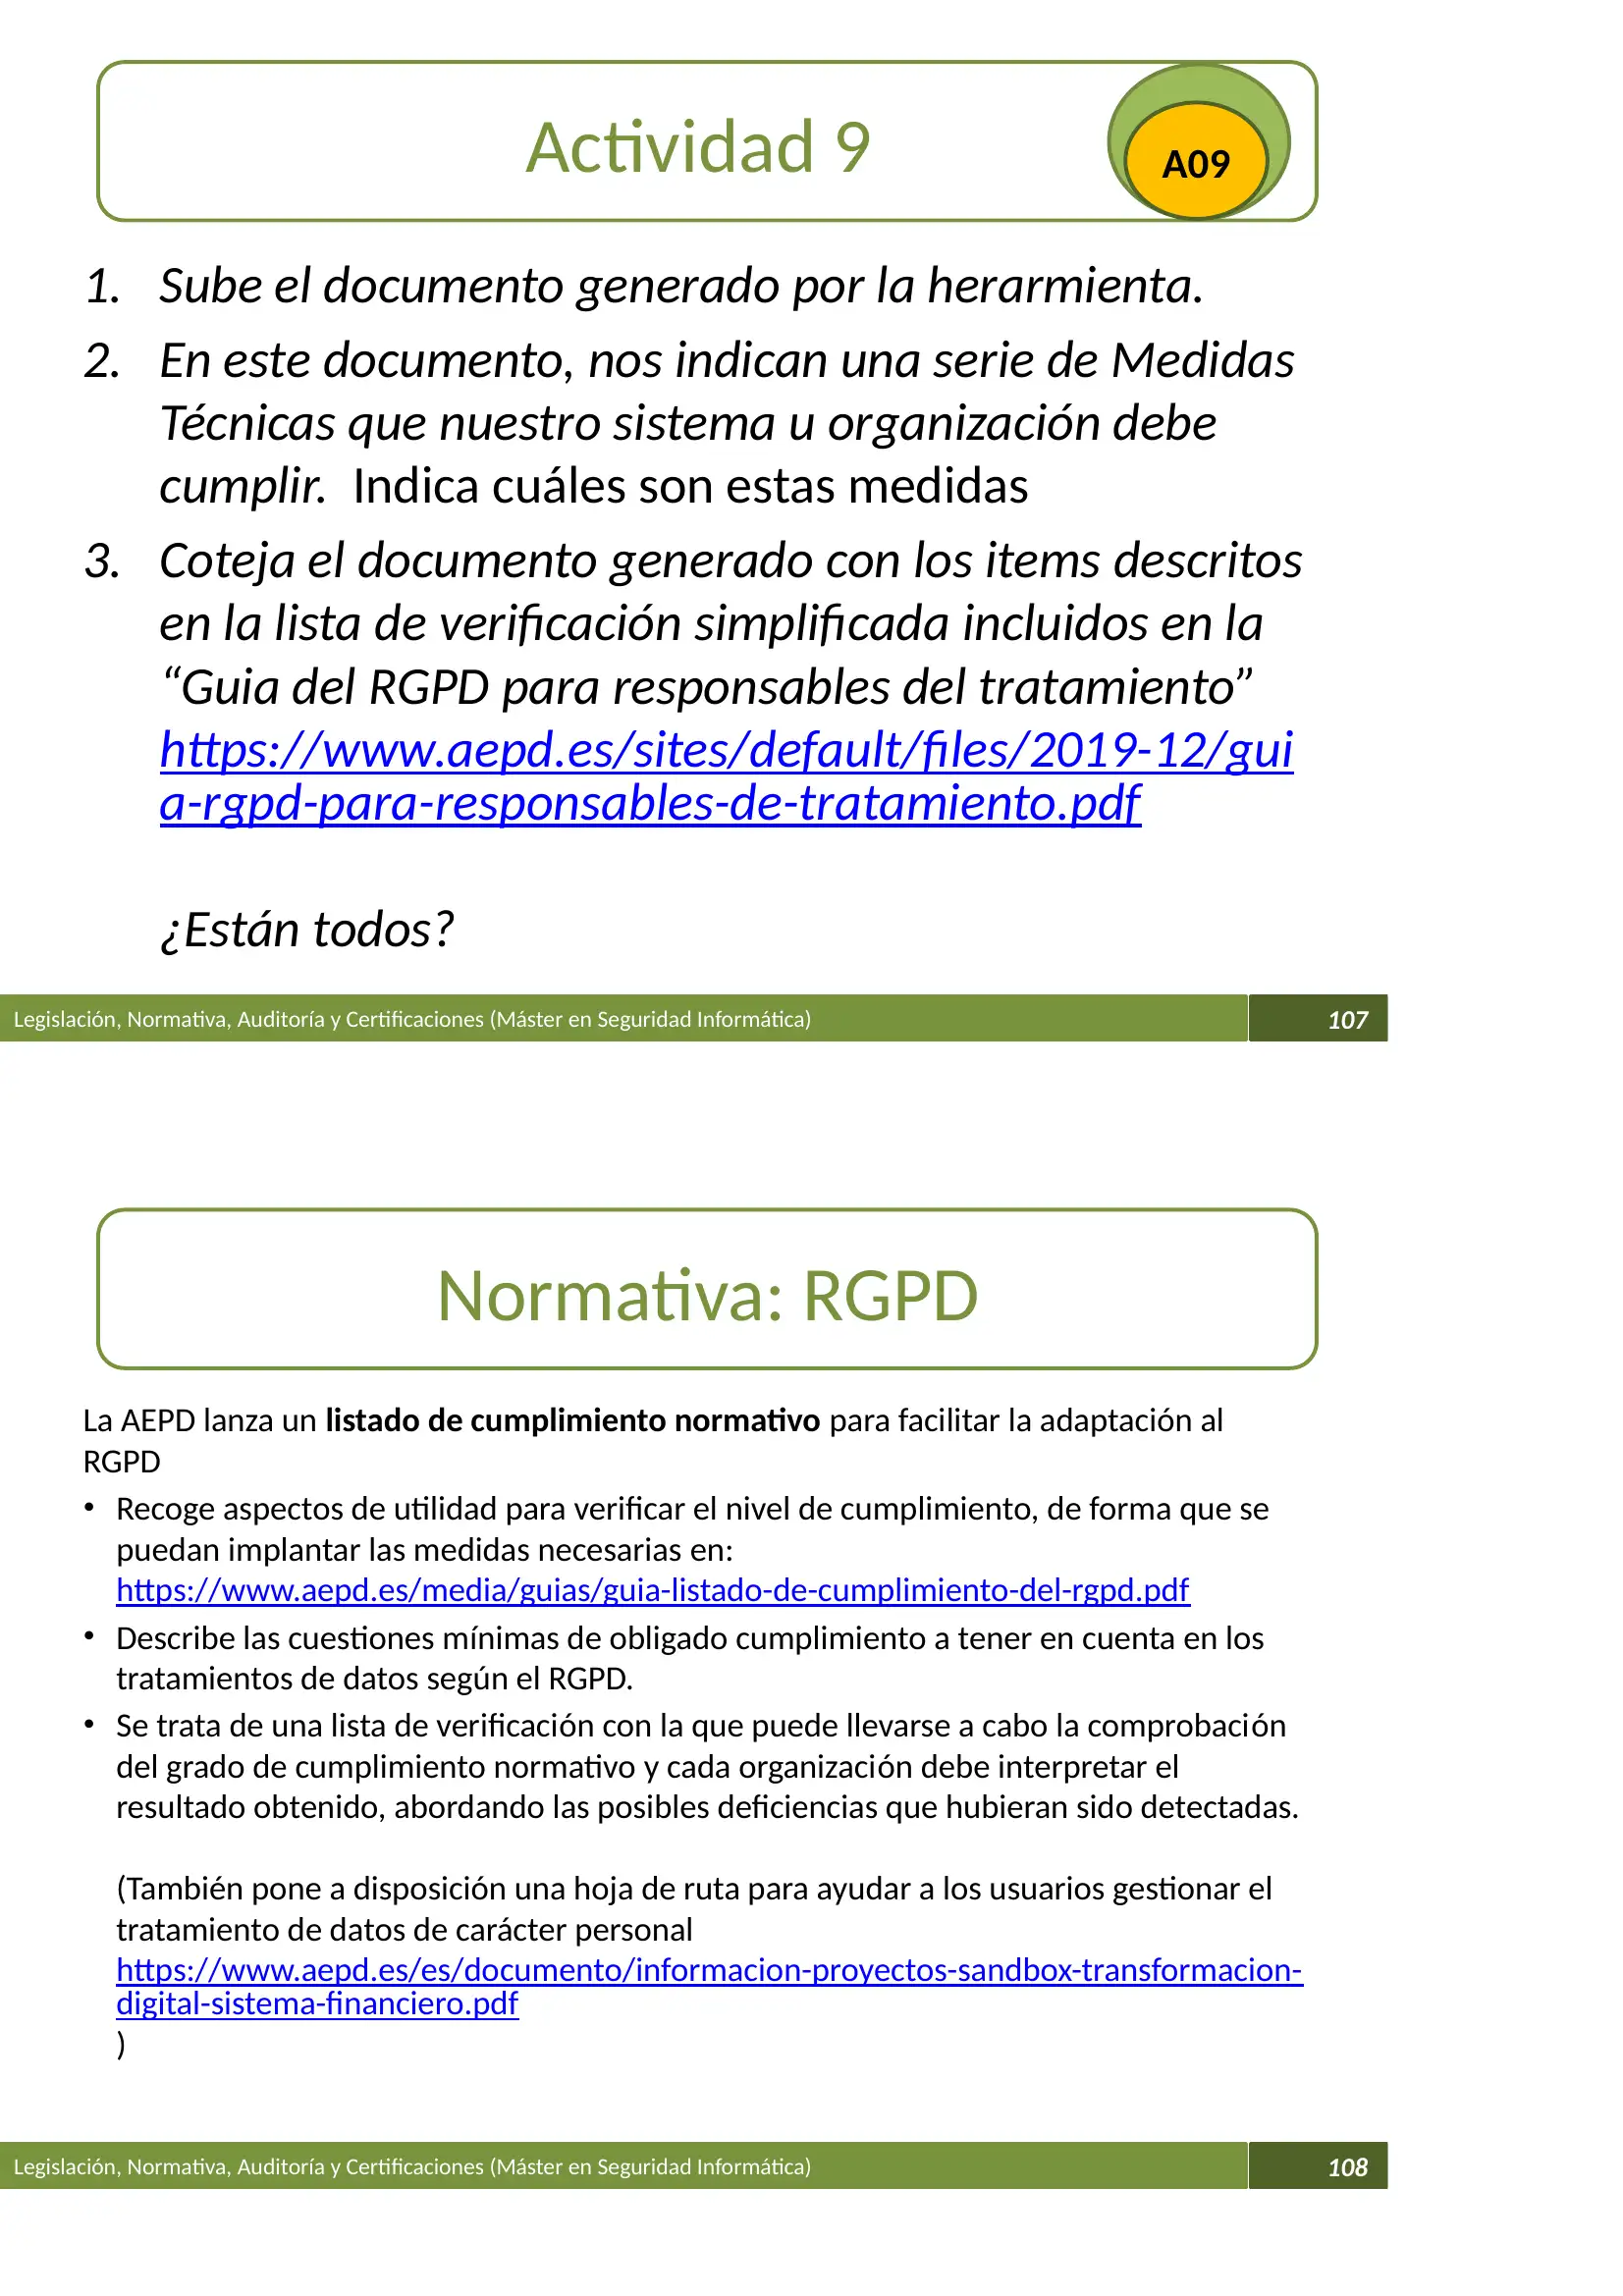 Actividad 9
A09
1. Sube el documento generado por la herarmienta.
2. En este documento, nos indican una serie de Medidas
Técnicas que nuestro sistema u organización debe
cumplir.  Indica cuáles son estas medidas
3. Coteja el documento generado con los items descritos
en la lista de verificación simplificada incluidos en la
“Guia del RGPD para responsables del tratamiento”
https://www.aepd.es/sites/default/files/2019-12/gui
a-rgpd-para-responsables-de-tratamiento.pdf
¿Están todos?
Legislación, Normativa, Auditoría y Certificaciones (Máster en Seguridad Informática)
107
Normativa: RGPD
La AEPD lanza un listado de cumplimiento normativo para facilitar la adaptación al
RGPD
• Recoge aspectos de utilidad para verificar el nivel de cumplimiento, de forma que se
puedan implantar las medidas necesarias en:
https://www.aepd.es/media/guias/guia-listado-de-cumplimiento-del-rgpd.pdf
• Describe las cuestiones mínimas de obligado cumplimiento a tener en cuenta en los
tratamientos de datos según el RGPD.
• Se trata de una lista de verificación con la que puede llevarse a cabo la comprobación
del grado de cumplimiento normativo y cada organización debe interpretar el
resultado obtenido, abordando las posibles deficiencias que hubieran sido detectadas.
(También pone a disposición una hoja de ruta para ayudar a los usuarios gestionar el
tratamiento de datos de carácter personal
https://www.aepd.es/es/documento/informacion-proyectos-sandbox-transformacion-
digital-sistema-financiero.pdf
)
Legislación, Normativa, Auditoría y Certificaciones (Máster en Seguridad Informática)
108